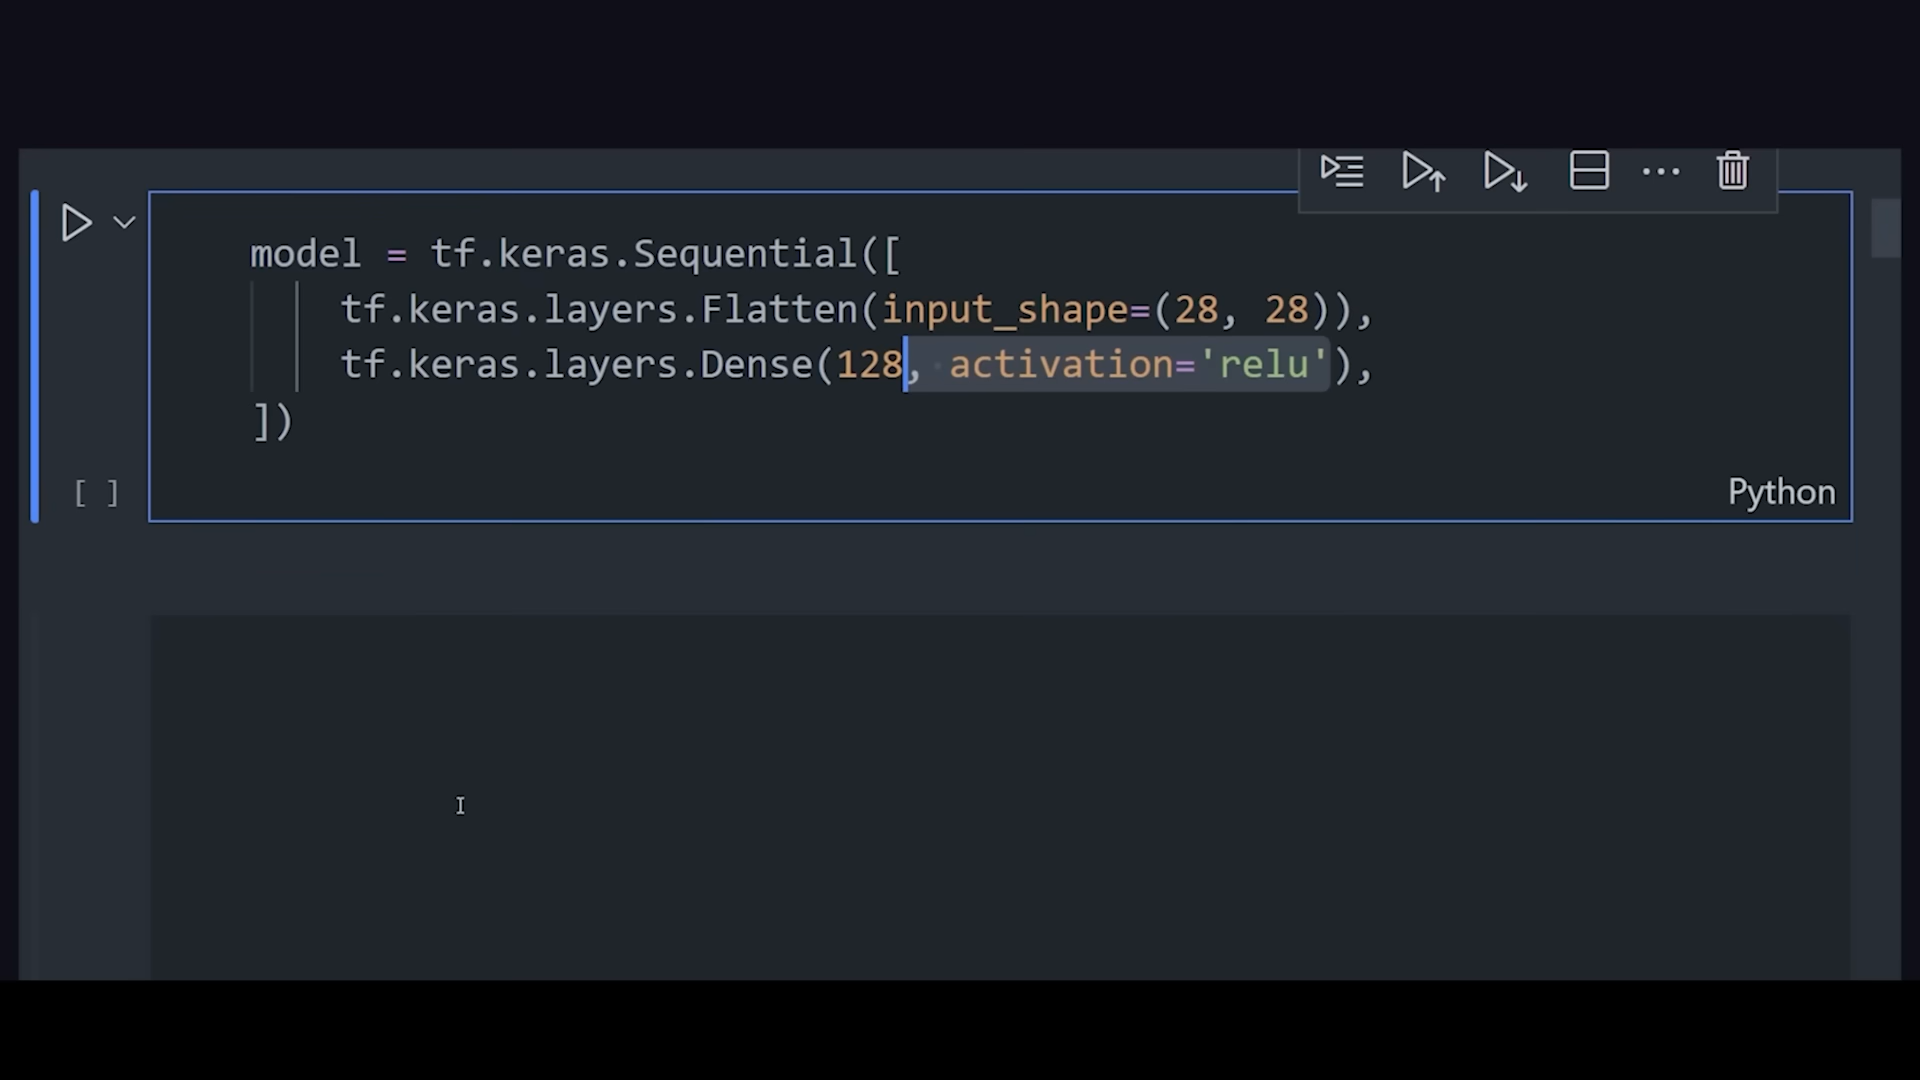 model = tf.keras.Sequential([
    tf.keras.layers.Flatten(input_shape=(28, 28)),
    tf.keras.layers.Dense(128, activation='relu'),
])
[ ]
Python